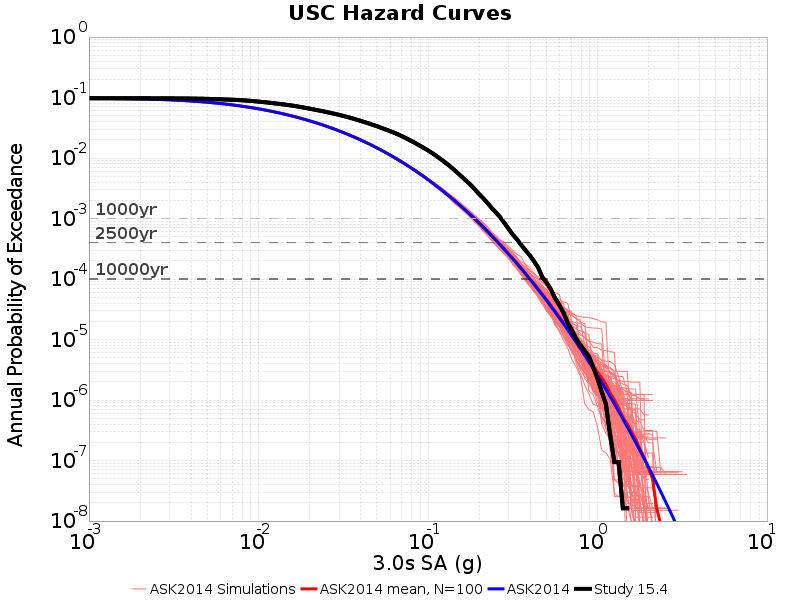 USC Hazard Curves
Annual Probability of Exceedance
10^0
10^-1
10^-2
10^-3
10^-4
10^-5
10^-6
10^-7
10^-8
1000yr
2500yr
10000yr
10^-3 10^-2 10^-1 10^0 10^1
3.0s SA (g)
ASK2014 Simulations ASK2014 mean, N=100 ASK2014 Study 15.4